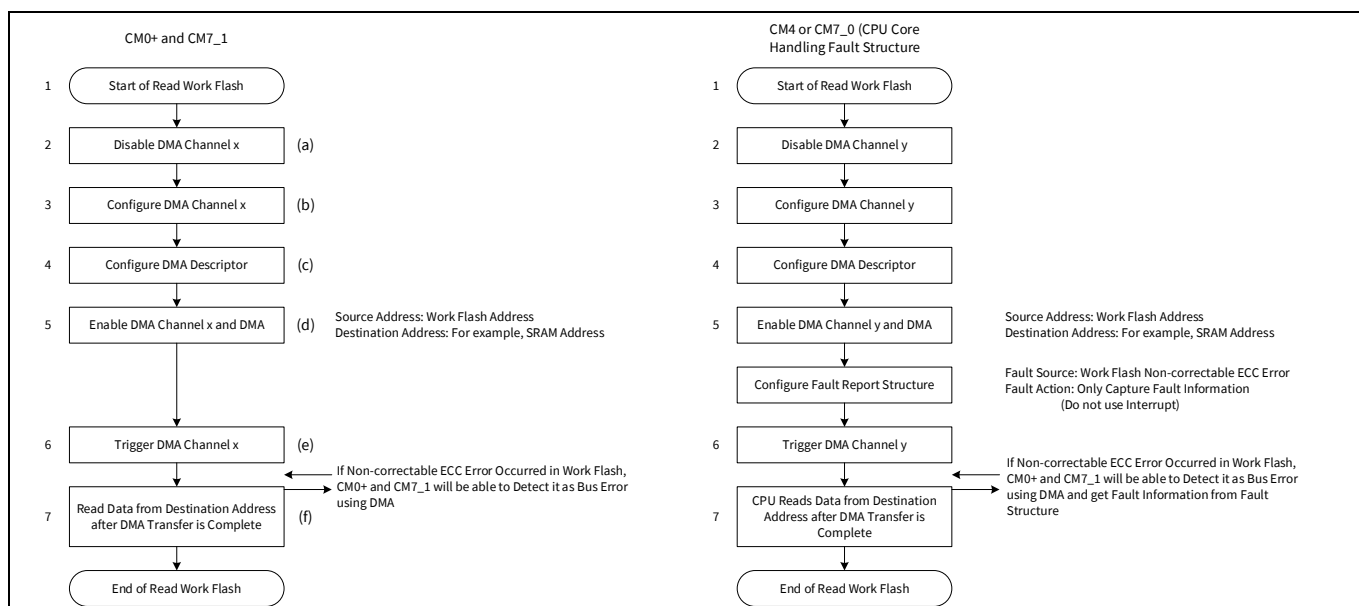 CM0+ and CM7_1
1
Start of Read Work Flash
2
Disable DMA Channel x
(a)
3
Configure DMA Channel x
(b)
4
Configure DMA Descriptor
(c)
5
Enable DMA Channel x and DMA
(d)
Source Address: Work Flash Address
Destination Address: For example, SRAM Address
6
Trigger DMA Channel x
(e)
If Non-correctable ECC Error Occurred in Work Flash,
CM0+ and CM7_1 will be able to Detect it as Bus Error
using DMA
7
Read Data from Destination Address
after DMA Transfer is Complete
(f)
End of Read Work Flash
CM4 or CM7_0 (CPU Core
Handling Fault Structure
1
Start of Read Work Flash
2
Disable DMA Channel y
3
Configure DMA Channel y
4
Configure DMA Descriptor
5
Enable DMA Channel y and DMA
Source Address: Work Flash Address
Destination Address: For example, SRAM Address
Configure Fault Report Structure
Fault Source: Work Flash Non-correctable ECC Error
Fault Action: Only Capture Fault Information
(Do not use Interrupt)
6
Trigger DMA Channel y
If Non-correctable ECC Error Occurred in Work Flash,
CM0+ and CM7_1 will be able to Detect it as Bus Error
using DMA and get Fault Information from Fault
Structure
7
CPU Reads Data from Destination
Address after DMA Transfer is
Complete
End of Read Work Flash